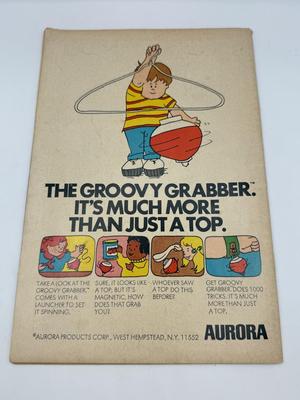 THE GROOVY GRABBER.™
IT'S MUCH MORE
THAN JUST A TOP.
TAKE A LOOK AT THE
GROOVY GRABBER.™
COMES WITH A
LAUNCHER TO SET
IT SPINNING.
SURE, IT LOOKS LIKE
A TOP, BUT IT'S
MAGNETIC. HOW
DOES THAT GRAB
YOU?
WHOEVER SAW
A TOP DO THIS
BEFORE?
GET GROOVY
GRABBER. DOES 1000
TRICKS. IT'S MUCH
MORE THAN JUST A
TOP.
©AURORA PRODUCTS CORP., WEST HEMPSTEAD, N.Y. 11552
AURORA